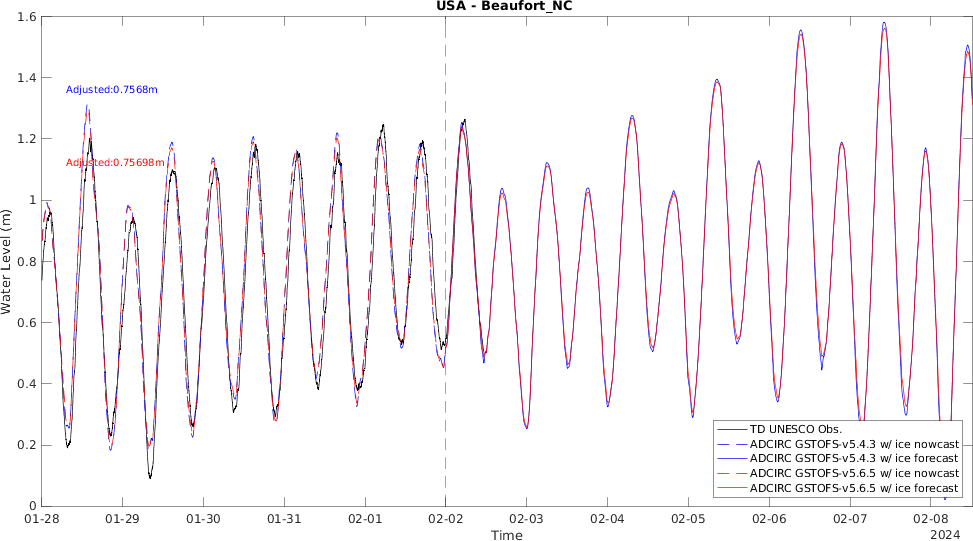 USA - Beaufort_NC
1.6
1.4
1.2
1
0.8
0.6
0.4
0.2
0
Water Level (m)
Adjusted:0.7568m
Adjusted:0.75698m
TD UNESCO Obs.
ADCIRC GSTOFS-v5.4.3 w/ ice nowcast
ADCIRC GSTOFS-v5.4.3 w/ ice forecast
ADCIRC GSTOFS-v5.6.5 w/ ice nowcast
ADCIRC GSTOFS-v5.6.5 w/ ice forecast
01-28 01-29 01-30 01-31 02-01 02-02 02-03 02-04 02-05 02-06 02-07 02-08
Time
2024